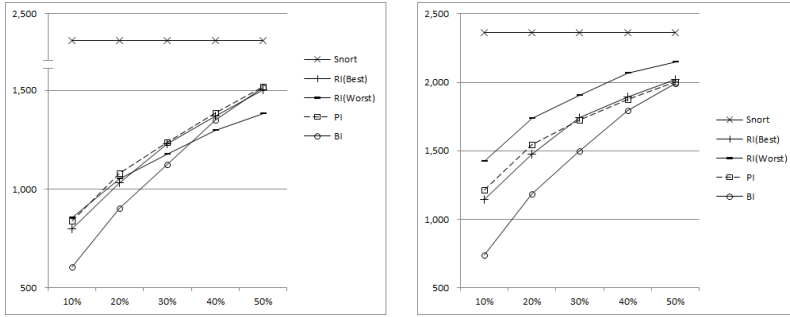 2,500
1,500
1,000
500
10% 20% 30% 40% 50%
Snort
RI(Best)
RI(Worst)
PI
BI
2,500
2,000
1,500
1,000
500
10% 20% 30% 40% 50%
Snort
RI(Best)
RI(Worst)
PI
BI